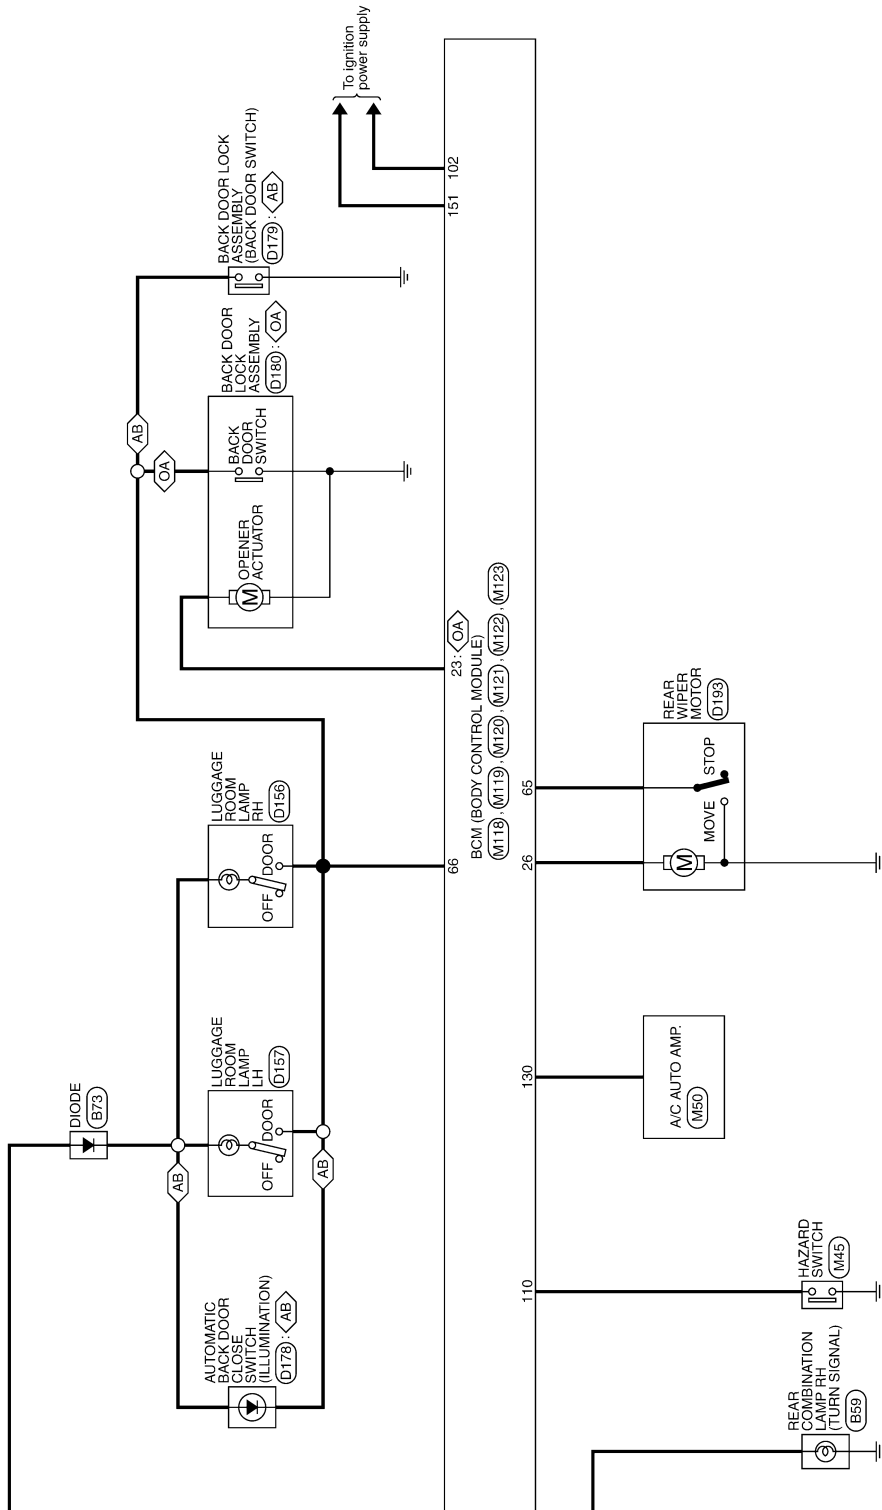 To ignition
power supply
102
151
BACK DOOR LOCK
ASSEMBLY
(BACK DOOR SWITCH)
D179 : AB
BACK DOOR
LOCK
ASSEMBLY
D180 : OA
AB
OA
BACK
DOOR
SWITCH
OPENER
ACTUATOR
M
23 : OA
BCM (BODY CONTROL MODULE)
M118 , M119 , M120 , M121 , M122 , M123
LUGGAGE
ROOM
LAMP
RH
D156
OFF
DOOR
66
LUGGAGE
ROOM
LAMP
LH
D157
OFF
DOOR
DIODE
B73
AB
AB
AUTOMATIC
BACK DOOR
CLOSE
SWITCH
(ILLUMINATION)
D178 : AB
65
26
REAR
WIPER
MOTOR
D193
MOVE
STOP
M
130
A/C AUTO AMP.
M50
110
HAZARD
SWITCH
M45
REAR
COMBINATION
LAMP RH
(TURN SIGNAL)
B59